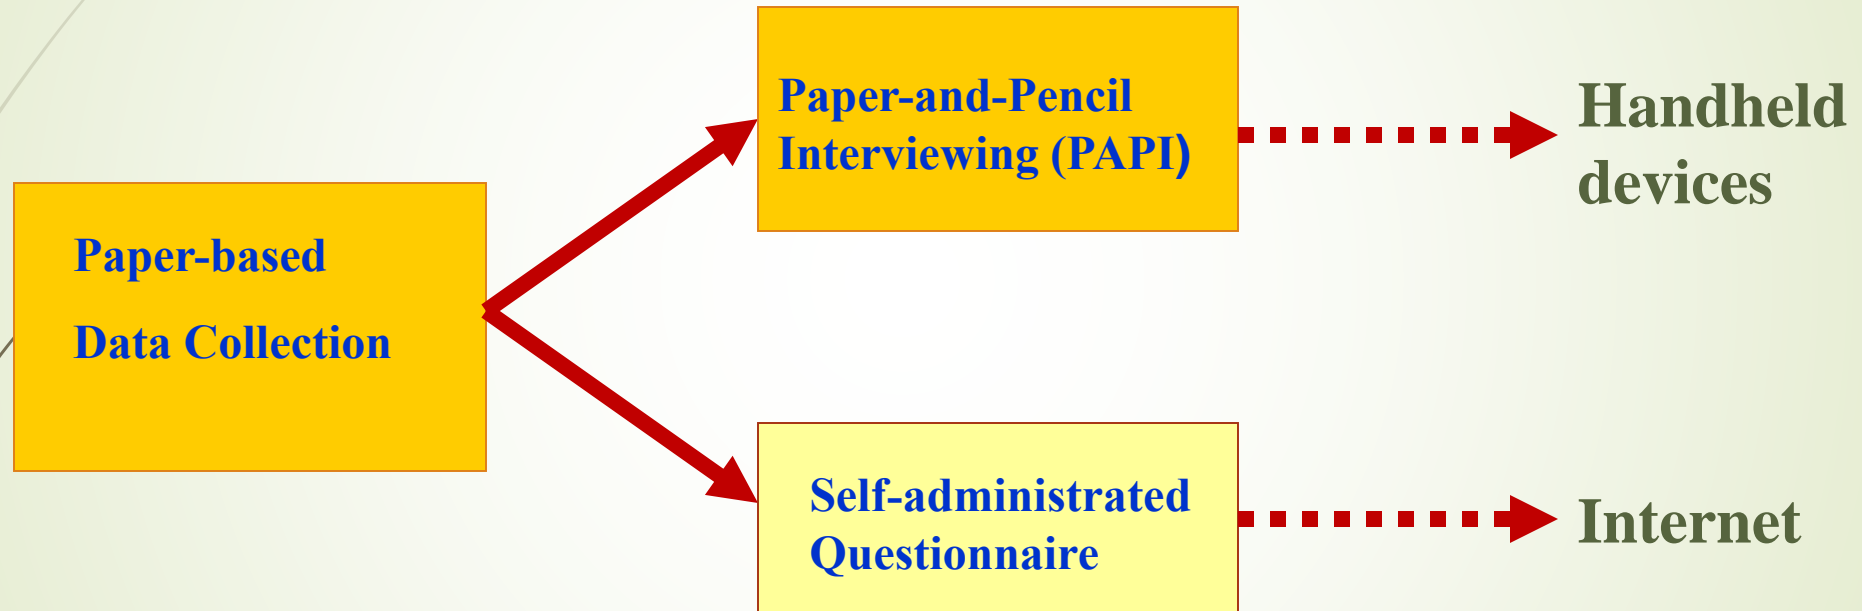 Paper-based
Data Collection
Paper-and-Pencil
Interviewing (PAPI)
Handheld
devices
Self-administrated
Questionnaire
Internet